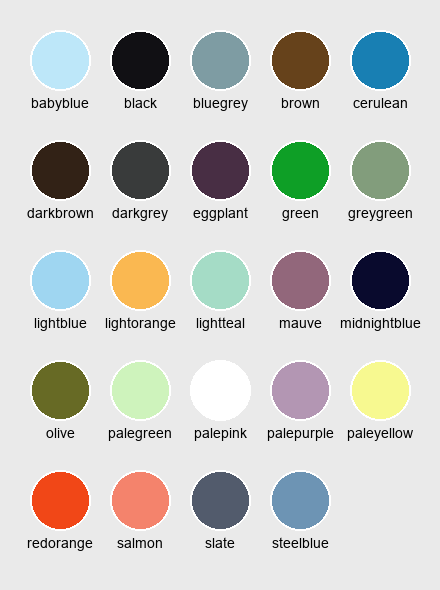 babyblue black bluegrey brown cerulean
darkbrown darkgrey eggplant green greygreen
lightblue lightorange lightteal mauve midnightblue
olive palegreen palepink palepurple paleyellow
redorange salmon slate steelblue